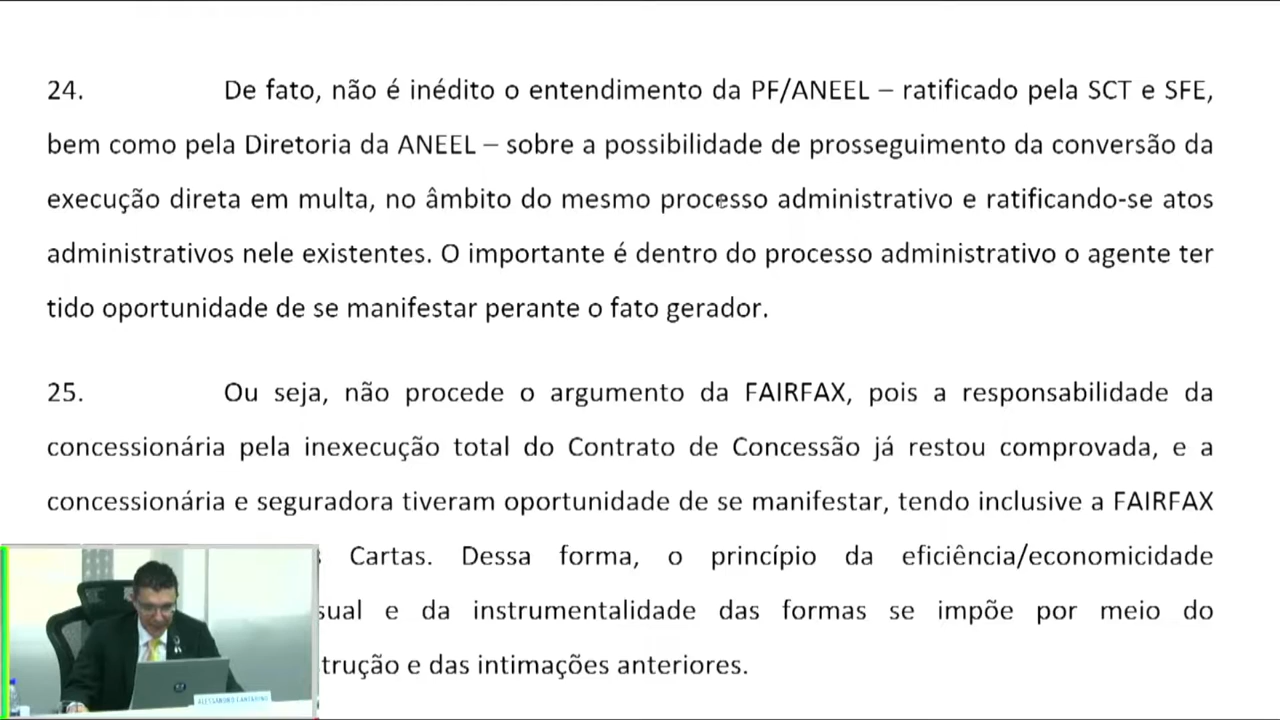 24. De fato, não é inédito o entendimento da PF/ANEEL – ratificado pela SCT e SFE,
bem como pela Diretoria da ANEEL – sobre a possibilidade de prosseguimento da conversão da
execução direta em multa, no âmbito do mesmo processo administrativo e ratificando-se atos
administrativos nele existentes. O importante é dentro do processo administrativo o agente ter
tido oportunidade de se manifestar perante o fato gerador.
25. Ou seja, não procede o argumento da FAIRFAX, pois a responsabilidade da
concessionária pela inexecução total do Contrato de Concessão já restou comprovada, e a
concessionária e seguradora tiveram oportunidade de se manifestar, tendo inclusive a FAIRFAX
Cartas. Dessa forma, o princípio da eficiência/economicidade
sual e da instrumentalidade das formas se impõe por meio do
trução e das intimações anteriores.
ALESSANDRO CANTARINO